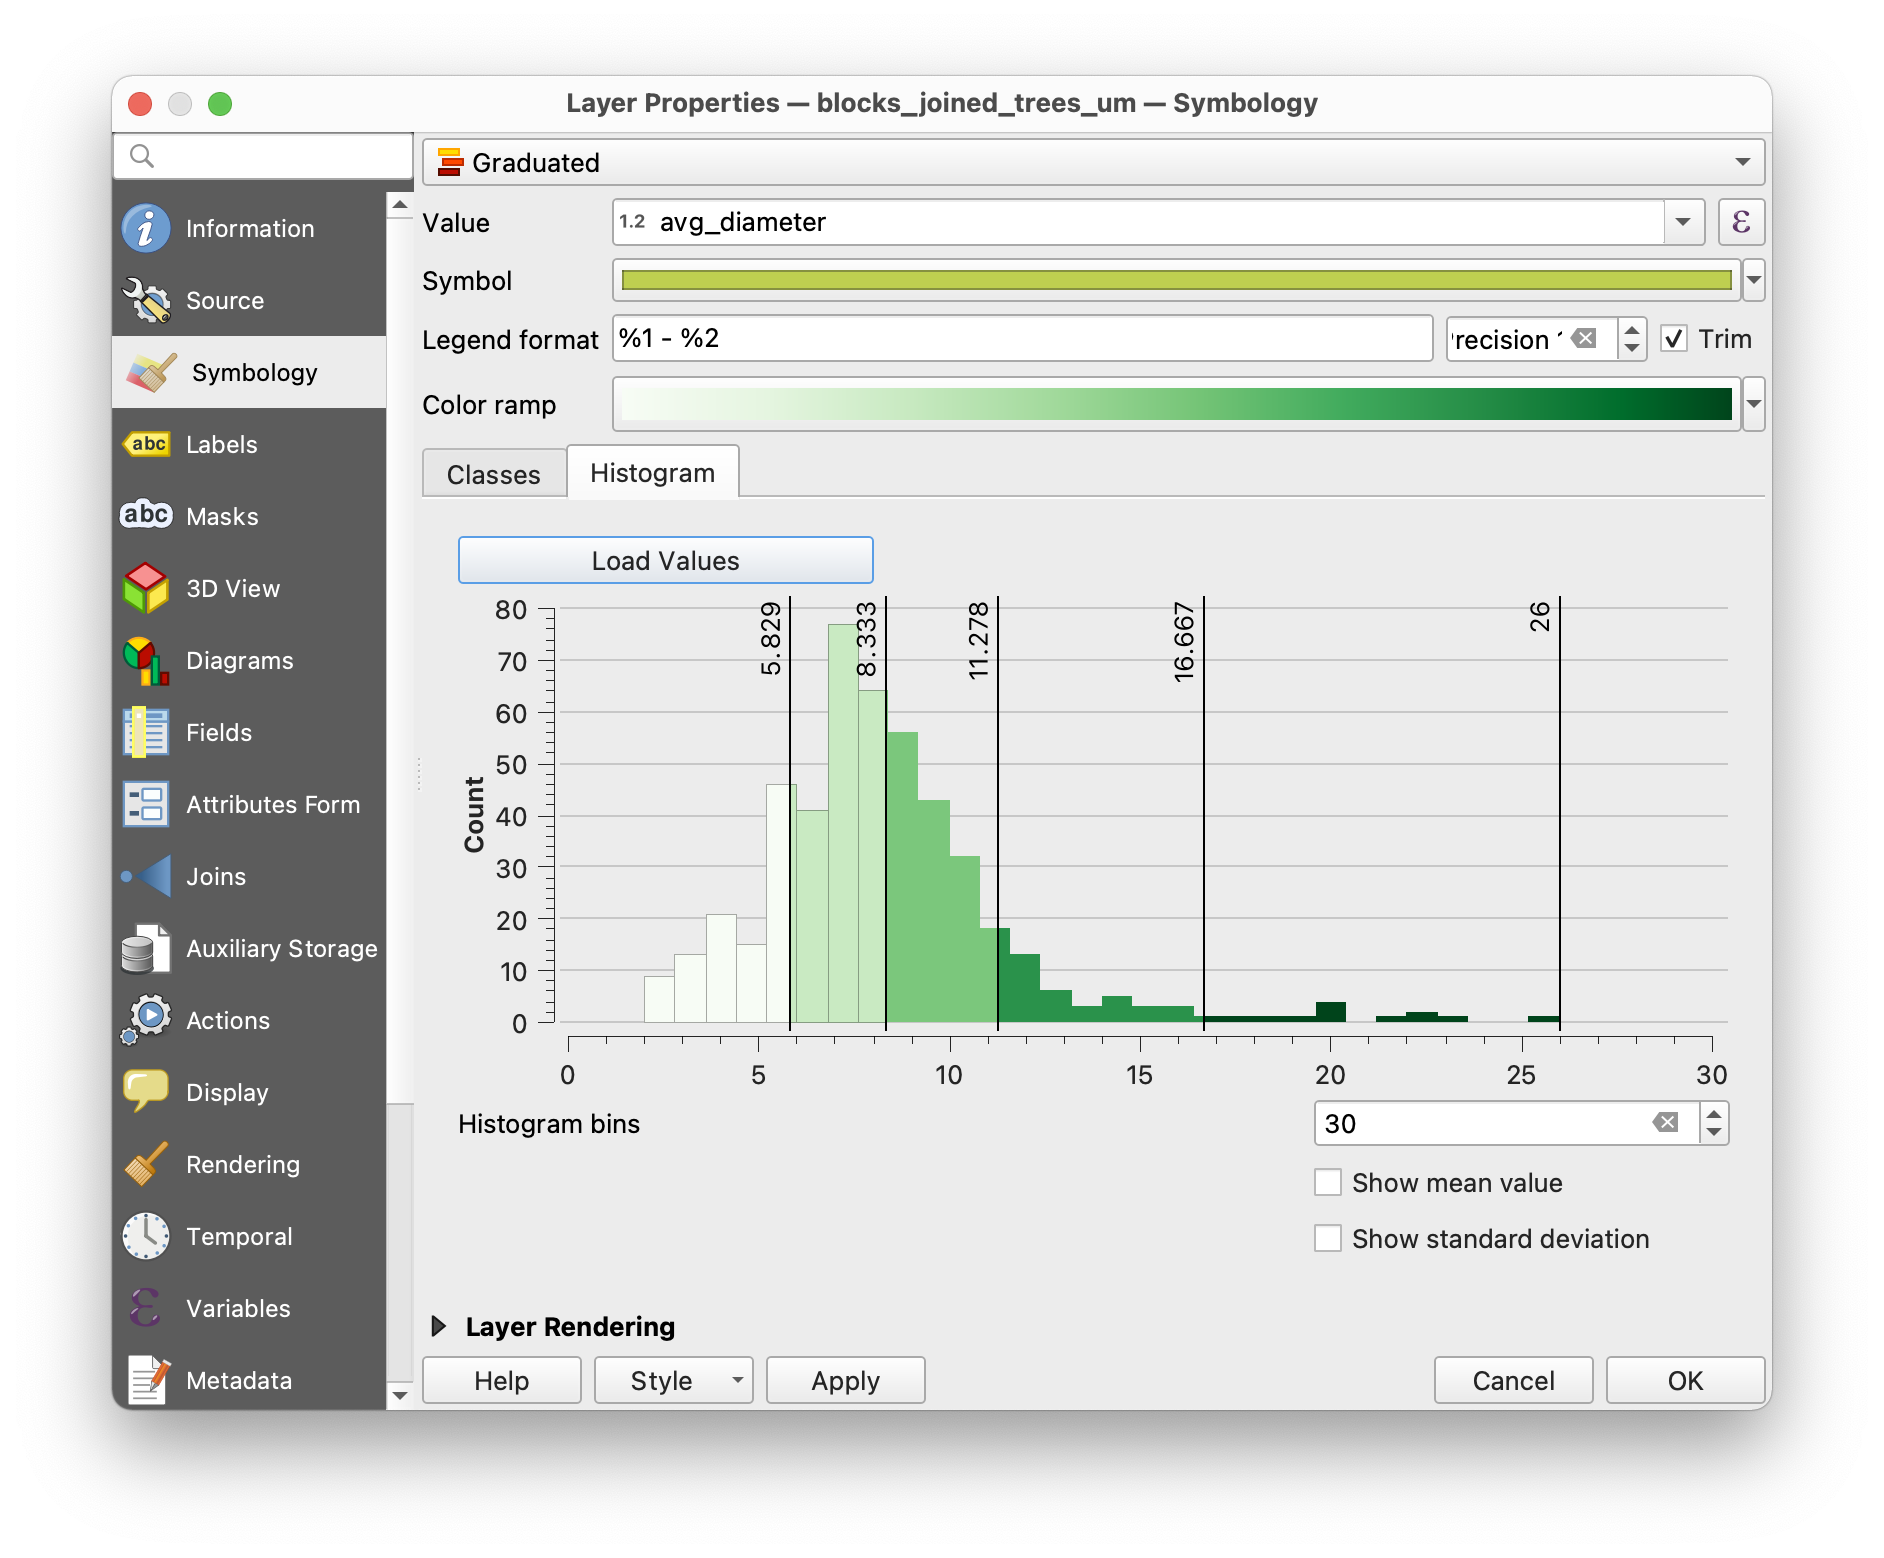 Layer Properties — blocks_joined_trees_um — Symbology
Information
Source
Symbology
Labels
Masks
3D View
Diagrams
Fields
Attributes Form
Joins
Auxiliary Storage
Actions
Display
Rendering
Temporal
Variables
Metadata
abc
abc
Graduated
Value
1.2 avg_diameter
ε
Symbol
Legend format
%1 - %2
recision
Trim
Color ramp
Classes
Histogram
Load Values
Count
80
70
60
50
40
30
20
10
0
5.829
8.333
11.278
16.667
26
0 5 10 15 20 25 30
Histogram bins
30
Show mean value
Show standard deviation
Layer Rendering
Help
Style
Apply
Cancel
OK